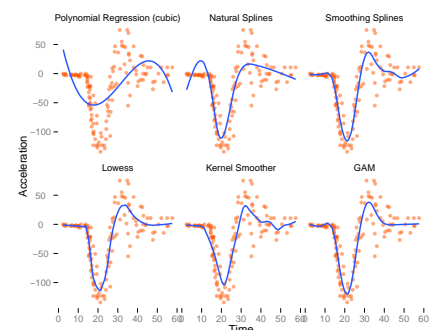 Polynomial Regression (cubic) Natural Splines Smoothing Splines
50
0
−50
−100
Acceleration
Lowess Kernel Smoother GAM
50
0
−50
−100
0 10 20 30 40 50 60 0 10 20 30 40 50 60 0 10 20 30 40 50 60
Time